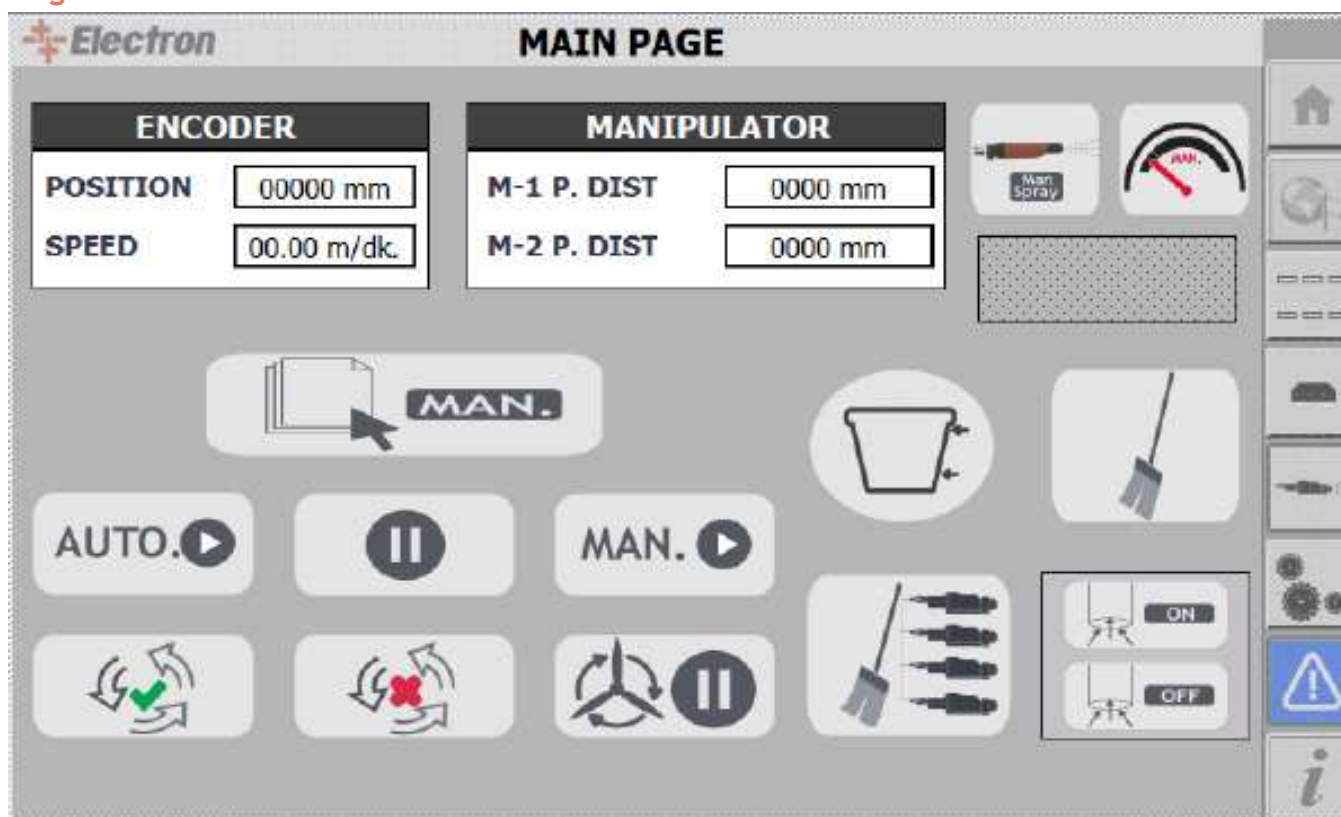 Electron
MAIN PAGE
ENCODER
POSITION 00000 mm
SPEED 00.00 m/dk.
MANIPULATOR
M-1 P. DIST 0000 mm
M-2 P. DIST 0000 mm
Man
Spray
MAN.
MAN.
AUTO.
MAN.
ON
OFF
i